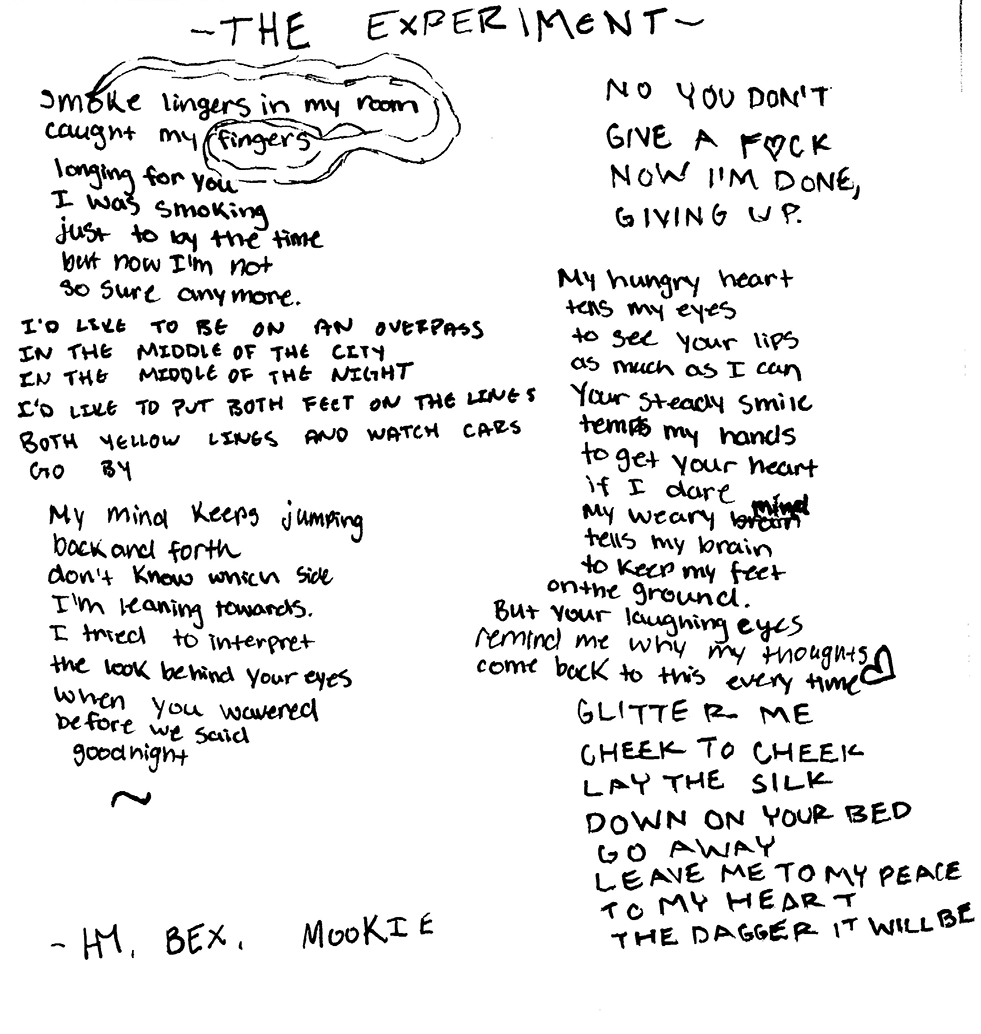 ~THE EXPERIMENT~
Smoke lingers in my room
caught my fingers
longing for you
I was smoking
just to by the time
but now I'm not
so sure anymore.
I'D LIKE TO BE ON AN OVERPASS
IN THE MIDDLE OF THE CITY
IN THE MIDDLE OF THE NIGHT
I'D LIKE TO PUT BOTH FEET ON THE LINES
BOTH YELLOW LINES AND WATCH CARS
GO BY
My mind keeps jumping
back and forth
don't know which side
I'm leaning towards.
I tried to interpret
the look behind your eyes
when you wavered
before we said
goodnight
~
~ HM, BEX, MOOKIE
NO YOU DON'T
GIVE A F♡CK
NOW I'M DONE,
GIVING UP.
My hungry heart
tells my eyes
to see your lips
as much as I can
Your steady smile
tempts my hands
to get your heart
if I dare
My weary brain mind
tells my brain
to keep my feet
on the ground.
But your laughing eyes
remind me why my thoughts
come back to this every time♡
GLITTER ME
CHEEK TO CHEEK
LAY THE SILK
DOWN ON YOUR BED
GO AWAY
LEAVE ME TO MY PEACE
TO MY HEART
THE DAGGER IT WILL BE